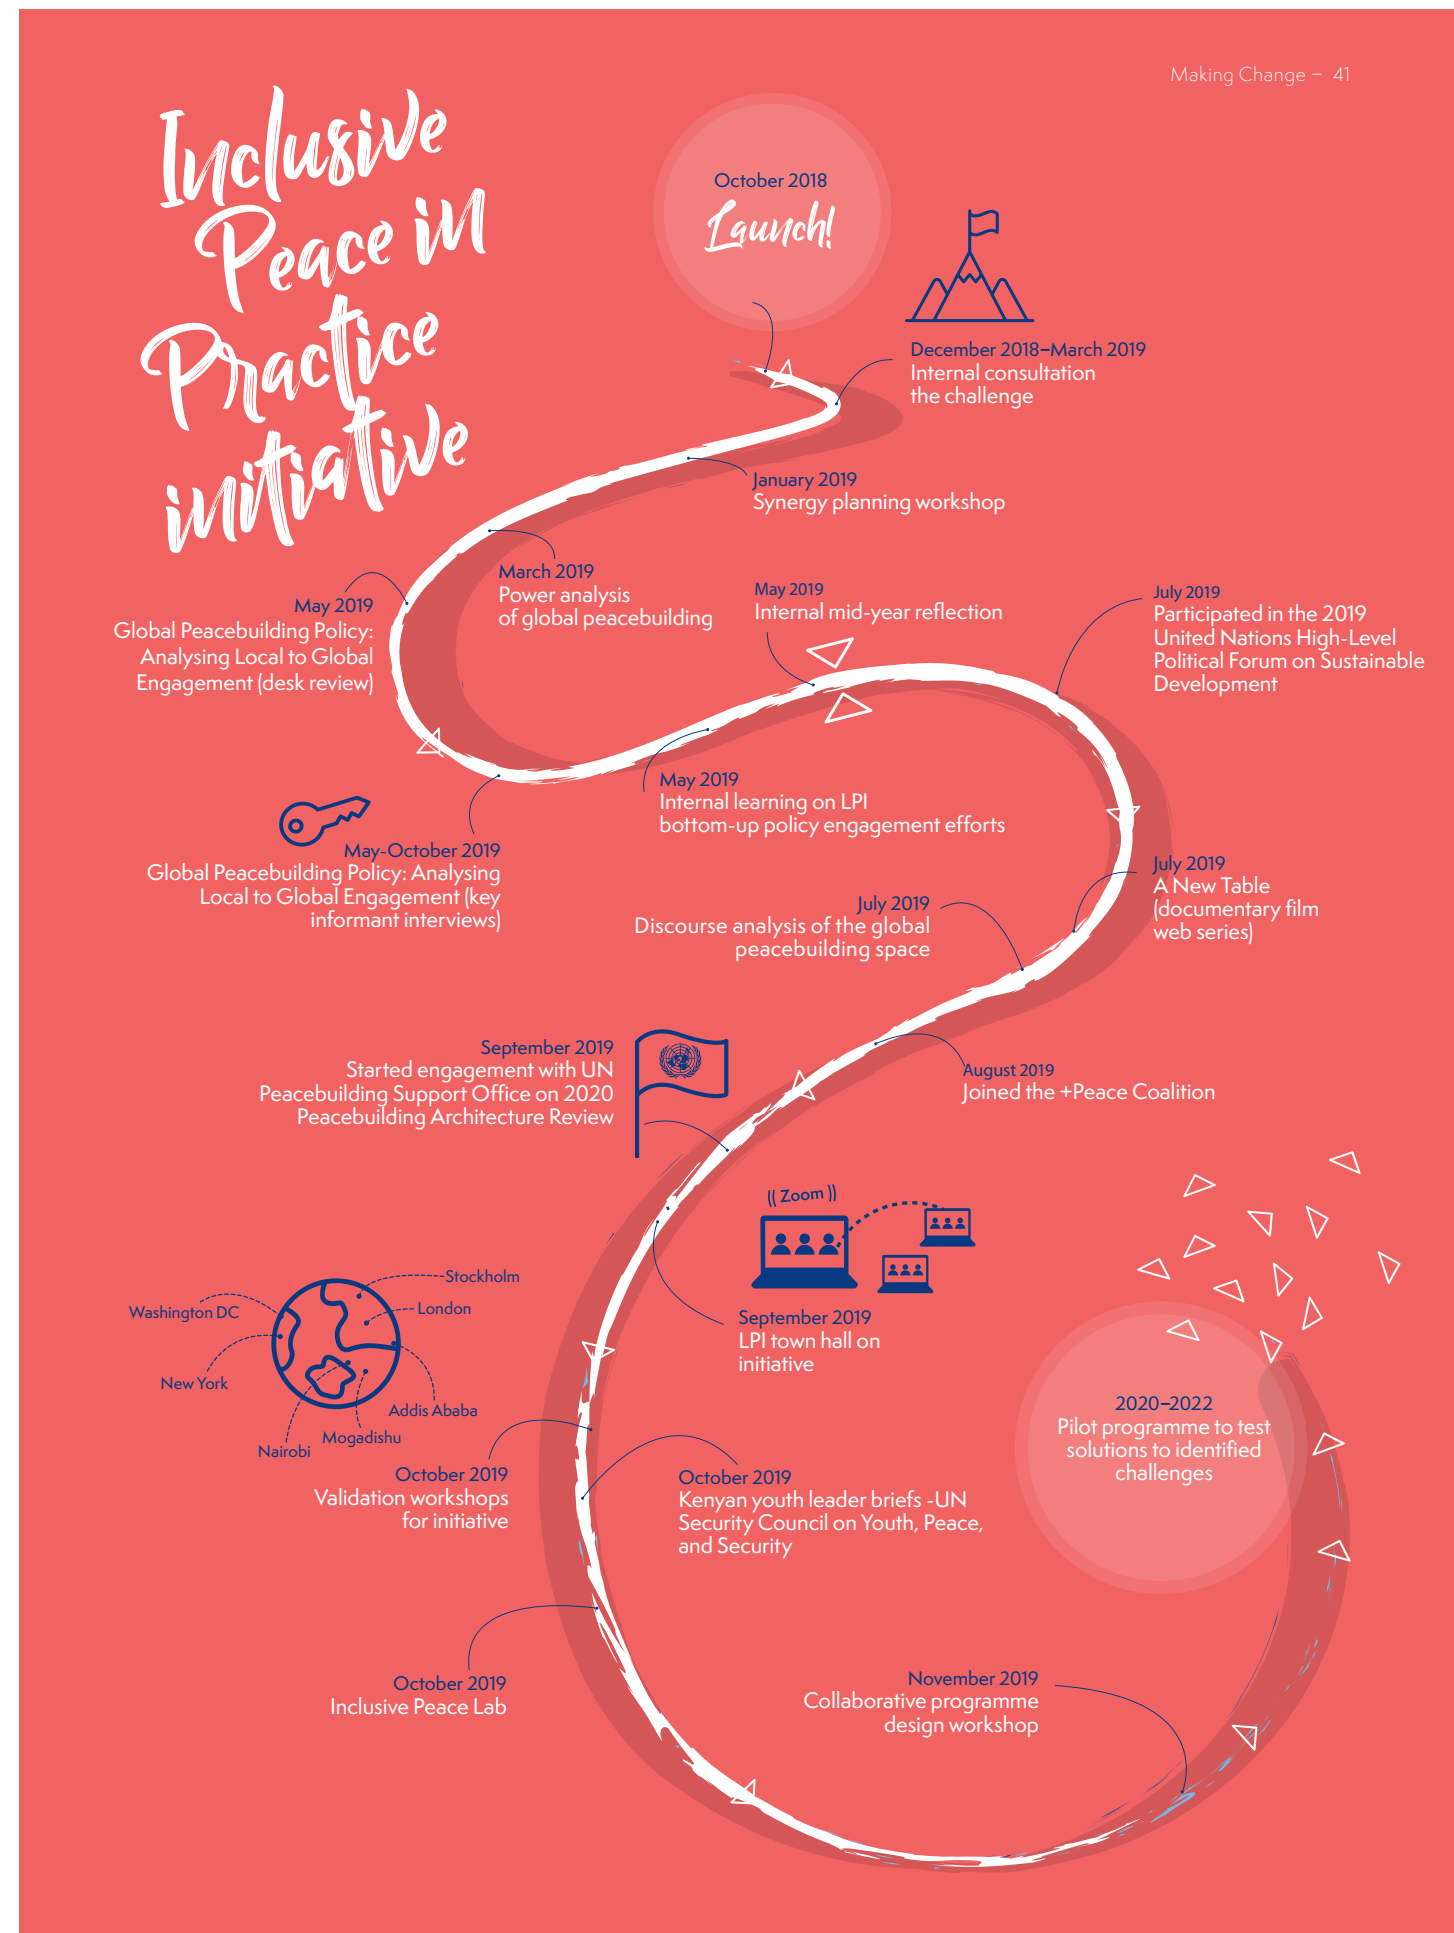 Making Change – 41
Inclusive
Peace in
Practice
initiative
October 2018
Launch!
December 2018–March 2019
Internal consultation
the challenge
January 2019
Synergy planning workshop
March 2019
Power analysis
of global peacebuilding
May 2019
Global Peacebuilding Policy:
Analysing Local to Global
Engagement (desk review)
May-October 2019
Global Peacebuilding Policy: Analysing
Local to Global Engagement (key
informant interviews)
May 2019
Internal learning on LPI
bottom-up policy engagement efforts
May 2019
Internal mid-year reflection
July 2019
Participated in the 2019
United Nations High-Level
Political Forum on Sustainable
Development
July 2019
A New Table
(documentary film
web series)
July 2019
Discourse analysis of the global
peacebuilding space
August 2019
Joined the +Peace Coalition
September 2019
Started engagement with UN
Peacebuilding Support Office on 2020
Peacebuilding Architecture Review
((Zoom))
September 2019
LPI town hall on
initiative
Stockholm
Washington DC
London
New York
Addis Ababa
Mogadishu
Nairobi
October 2019
Validation workshops
for initiative
October 2019
Kenyan youth leader briefs -UN
Security Council on Youth, Peace,
and Security
October 2019
Inclusive Peace Lab
November 2019
Collaborative programme
design workshop
2020–2022
Pilot programme to test
solutions to identified
challenges